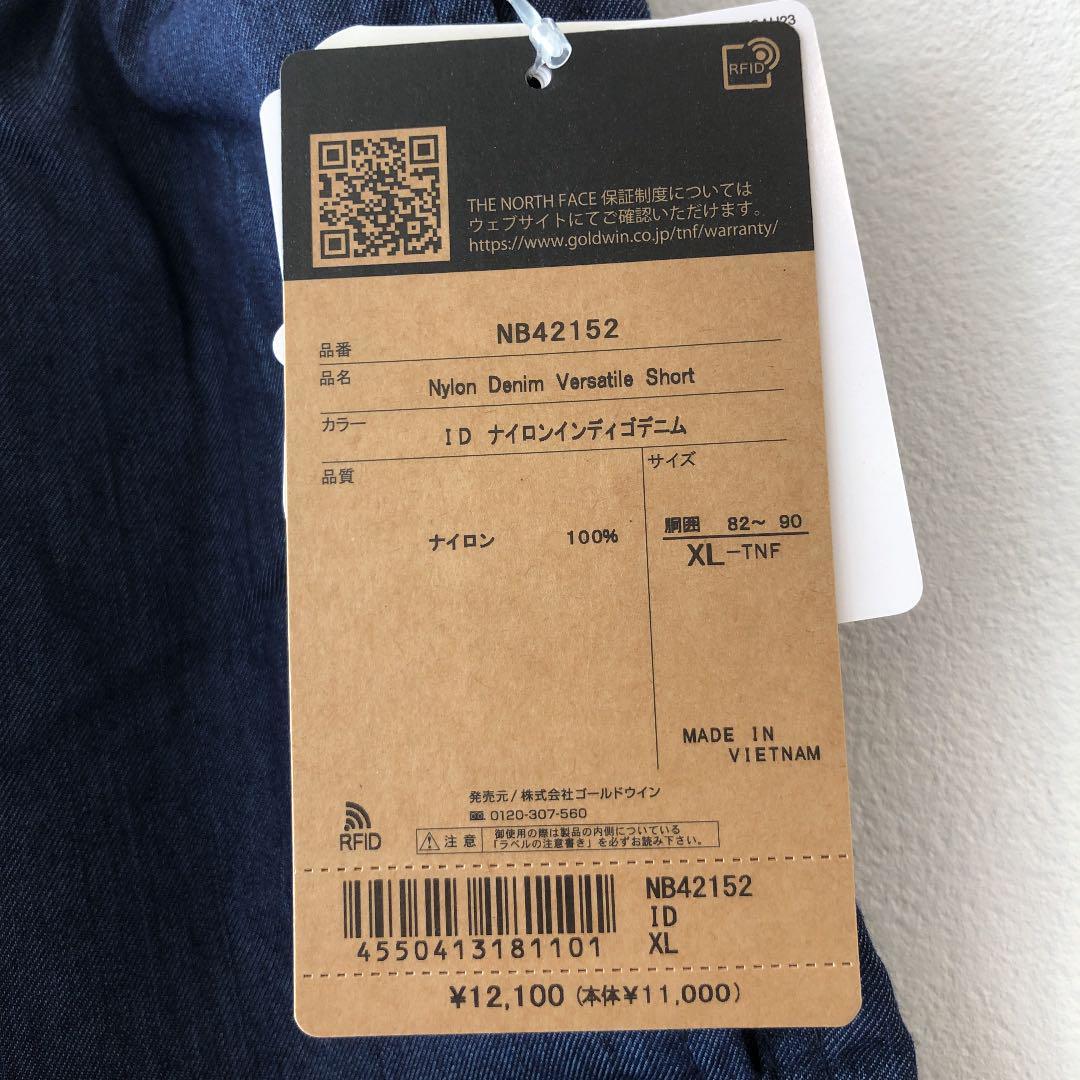 RFID
THE NORTH FACE 保証制度については
ウェブサイトにてご確認いただけます。
https://www.goldwin.co.jp/tnf/warranty/
品番 NB42152
品名 Nylon Denim Versatile Short
カラー ID ナイロンインディゴデニム
品質
サイズ
ナイロン 100%
胴囲 82~ 90
XL-TNF
MADE IN
VIETNAM
発売元/株式会社ゴールドウイン
0120-307-560
RFID
注意
御使用の際は製品の内側についている
「ラベルの注意書き」を必ずお読み下さい。
4550413181101
NB42152
ID
XL
¥12,100 (本体¥11,000)